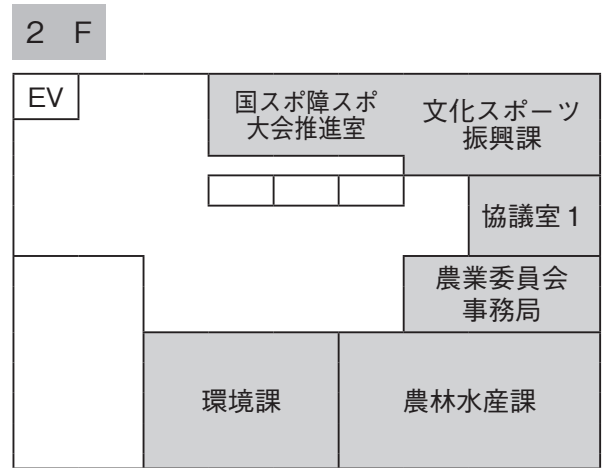 ２ F
EV
国スポ障スポ
大会推進室
文化スポーツ
振興課
協議室１
農業委員会
事務局
環境課
農林水産課